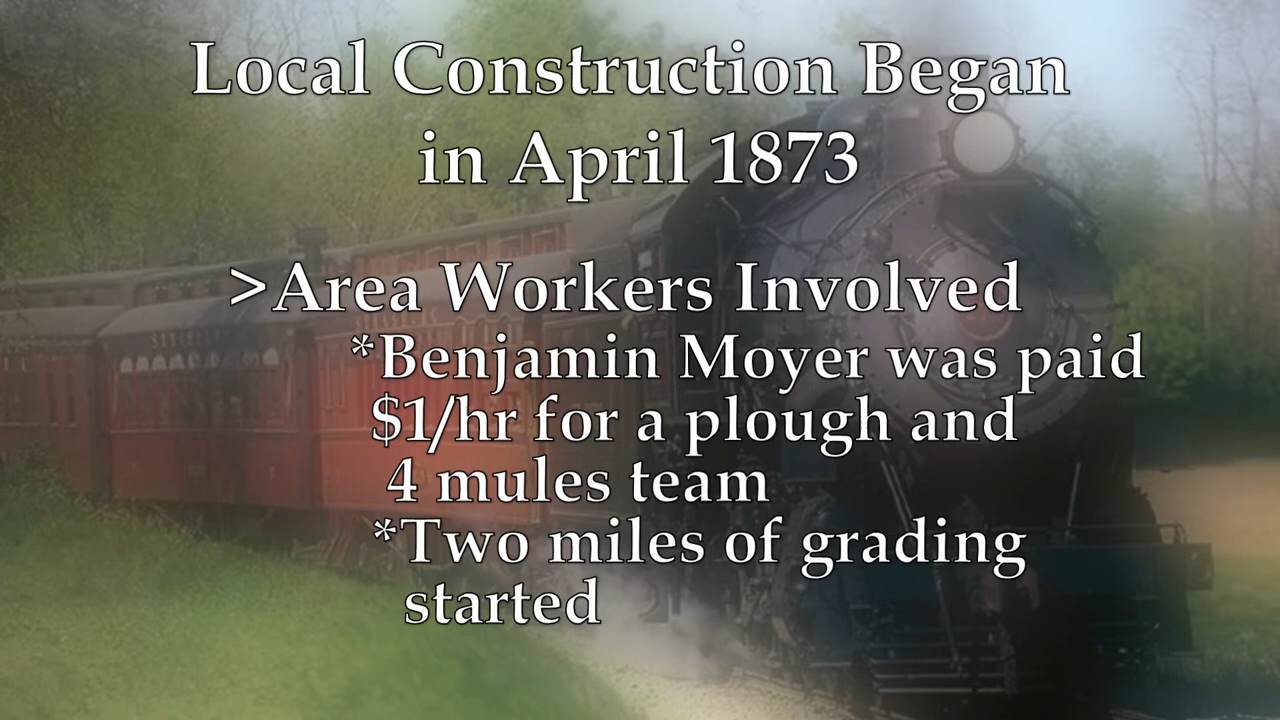 Local Construction Began
in April 1873
>Area Workers Involved
*Benjamin Moyer was paid
$1/hr for a plough and
4 mules team
*Two miles of grading
started